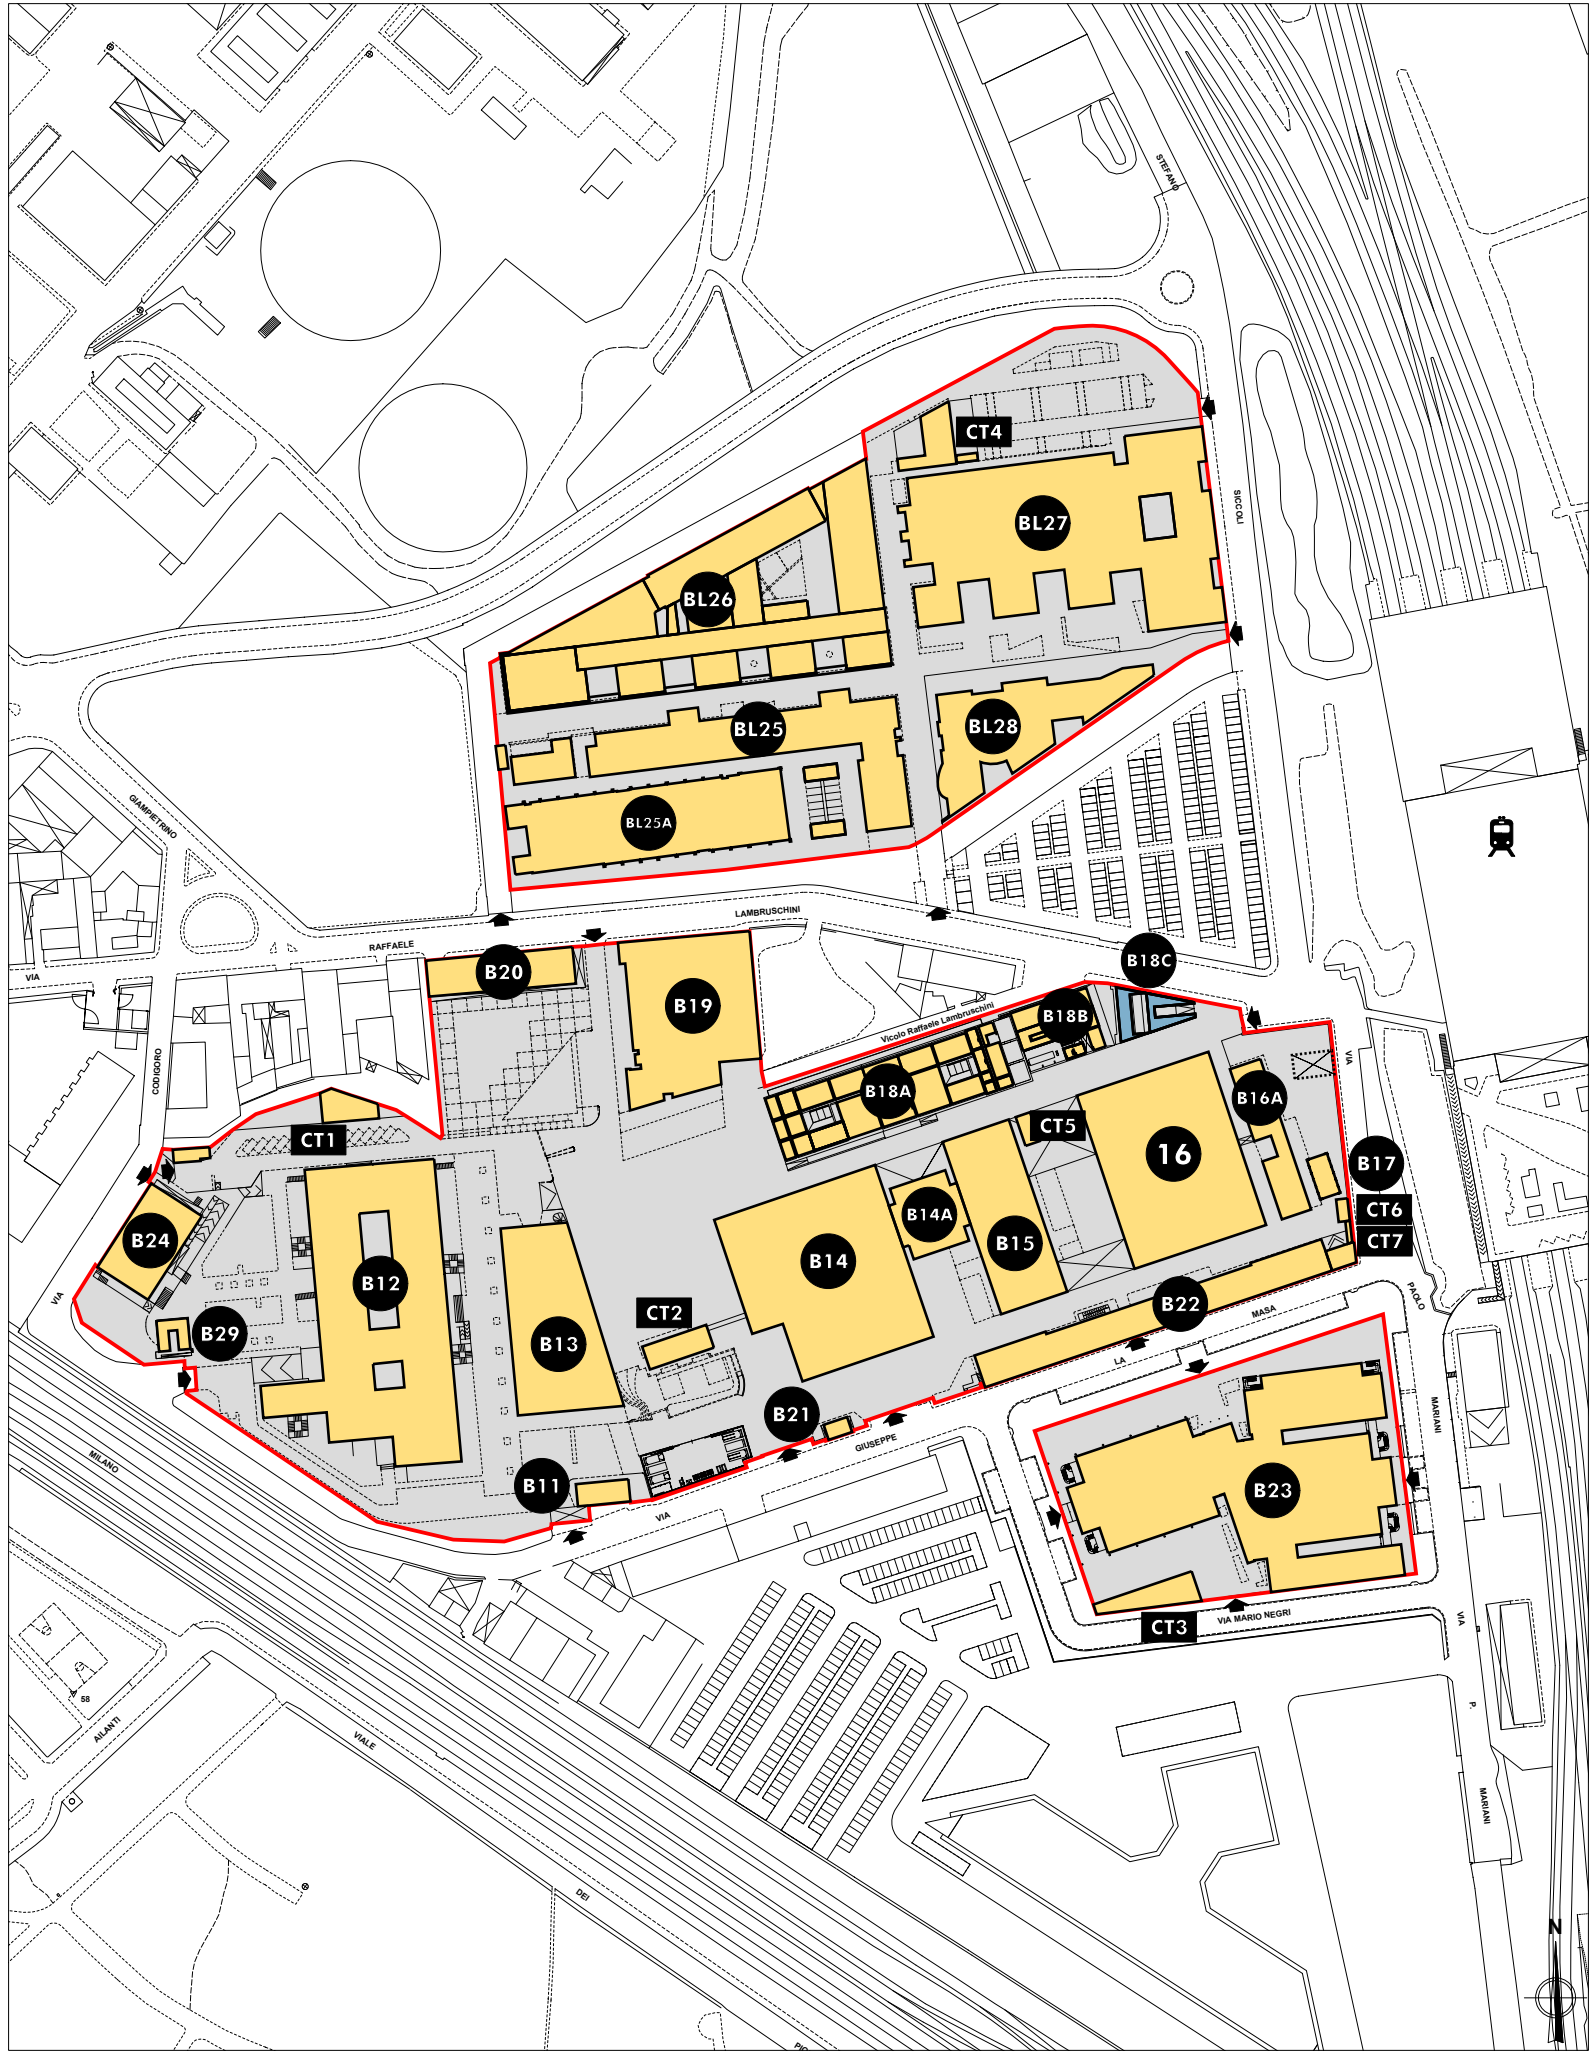 STEFANO
CT4
SICCOLI
BL27
BL26
BL28
BL25
BL25A
GIAMPIETRINO
LAMBRUSCHINI
RAFFAELE
VIA
B20
B18C
B19
B18B
Vicolo Raffaele Lambruschini
VIA
CODIGORO
B18A
B16A
CT5
CT1
16
B17
CT6
B14A
B24
B15
CT7
B14
B12
VIA
PAOLO
B22
MASA
CT2
B29
B13
LA
B21
MARIANI
GIUSEPPE
MILANO
B11
B23
VIA
VIA MARIO NEGRI
VIA
CT3
58
AILANTI
P.
VIALE
MARIANI
DEI
N